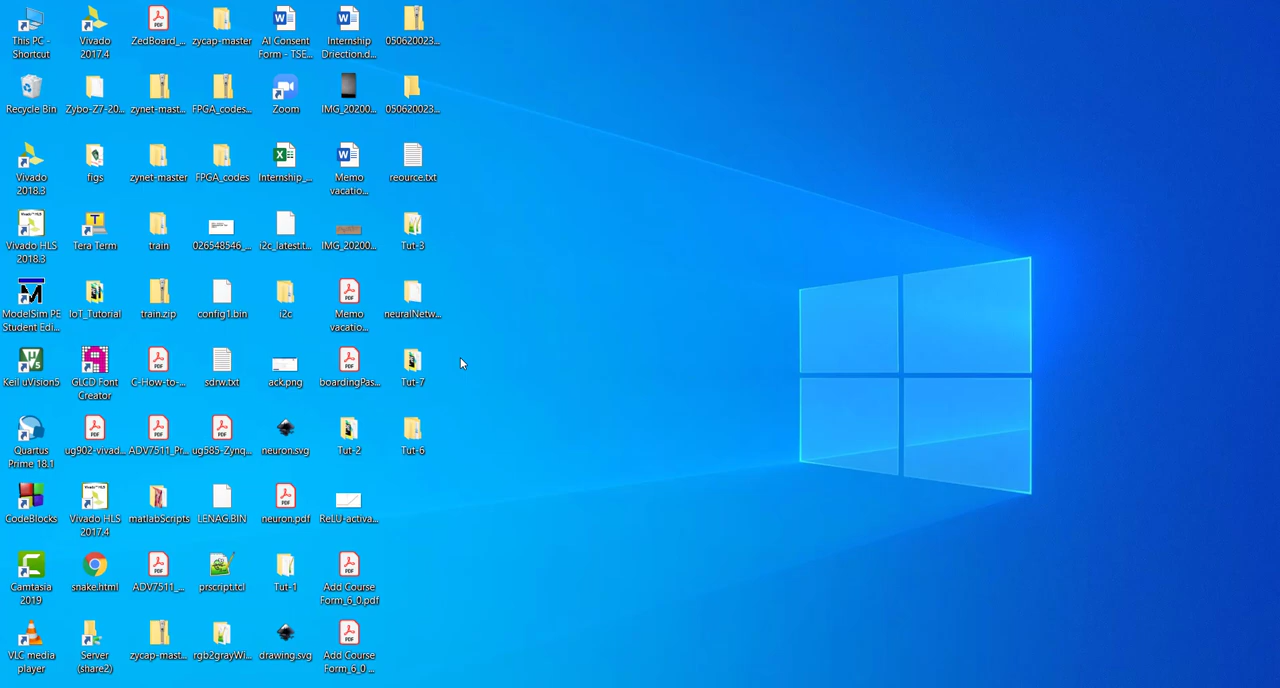 This PC -
Shortcut
Vivado
2017.4
ZedBoard_...
zycap-master
AI Consent
Form - TSE...
Internship
Driection.d...
050620023...
Recycle Bin
Zybo-Z7-20...
zynet-mast...
FPGA_codes...
Zoom
IMG_20200...
050620023...
Vivado
2018.3
figs
zynet-master
FPGA_codes
Internship_...
Memo
vacatio...
reource.txt
Vivado HLS
2018.3
Tera Term
train
026548546_...
i2c_latest.t...
IMG_20200...
Tut-3
ModelSim PE
Student Edi...
IoT_Tutorial
train.zip
config1.bin
i2c
Memo
vacatio...
neuralNetw...
Keil uVision5
GLCD Font
Creator
C-How-to-...
sdrw.txt
ack.png
boardingPas...
Tut-7
Quartus
Prime 18.1
ug902-vivad...
ADV7511_Pr...
ug585-Zynq...
neuron.svg
Tut-2
Tut-6
CodeBlocks
Vivado HLS
2017.4
matlabScripts
LENAG.BIN
neuron.pdf
ReLU-activa...
Camtasia
2019
snake.html
ADV7511_...
prscript.tcl
Tut-1
Add Course
Form_6_0.pdf
VLC media
player
Server
(share2)
zycap-mast...
rgb2grayWi...
drawing.svg
Add Course
Form_6_0 ...